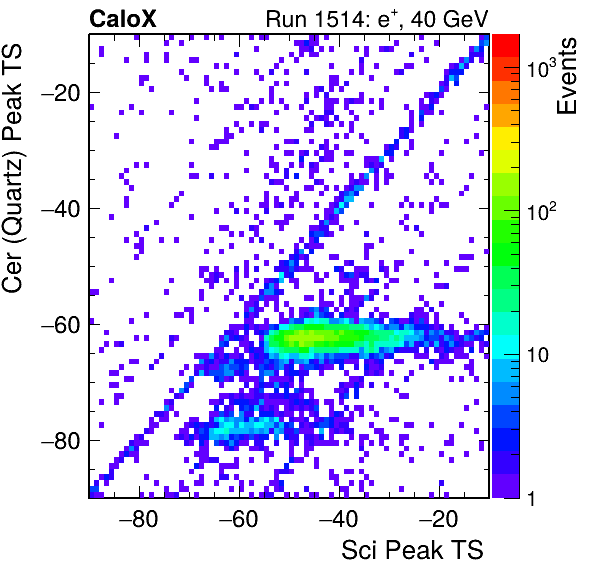 CaloX
Run 1514: e+, 40 GeV
Cer (Quartz) Peak TS
−20
−40
−60
−80
−80
−60
−40
−20
Sci Peak TS
Events
10³
10²
10
1